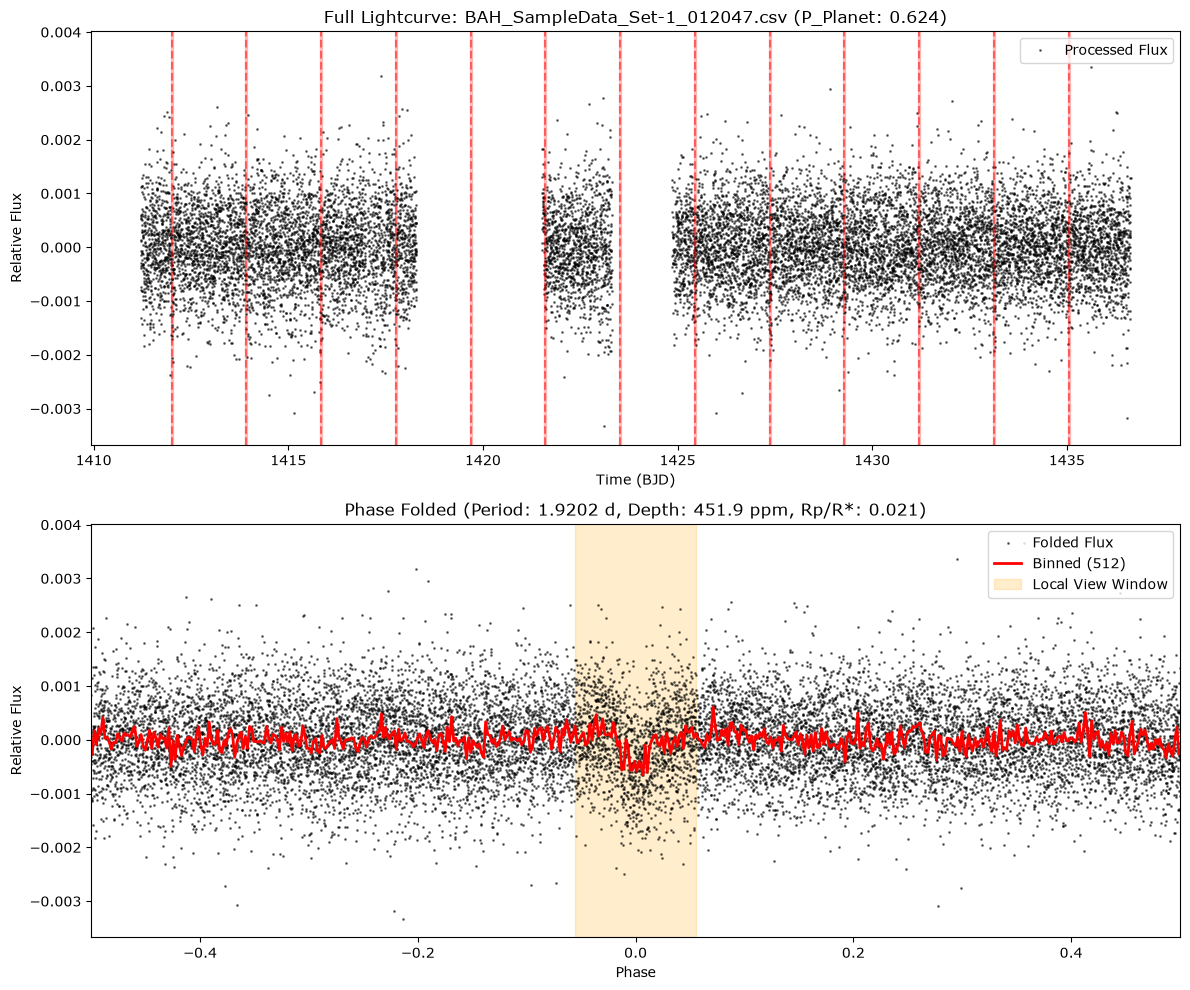 Full Lightcurve: BAH_SampleData_Set-1_012047.csv (P_Planet: 0.624)
Processed Flux
Relative Flux
0.004
0.003
0.002
0.001
0.000
−0.001
−0.002
−0.003
1410 1415 1420 1425 1430 1435
Time (BJD)
Phase Folded (Period: 1.9202 d, Depth: 451.9 ppm, Rp/R*: 0.021)
Folded Flux
Binned (512)
Local View Window
Relative Flux
0.004
0.003
0.002
0.001
0.000
−0.001
−0.002
−0.003
−0.4 −0.2 0.0 0.2 0.4
Phase